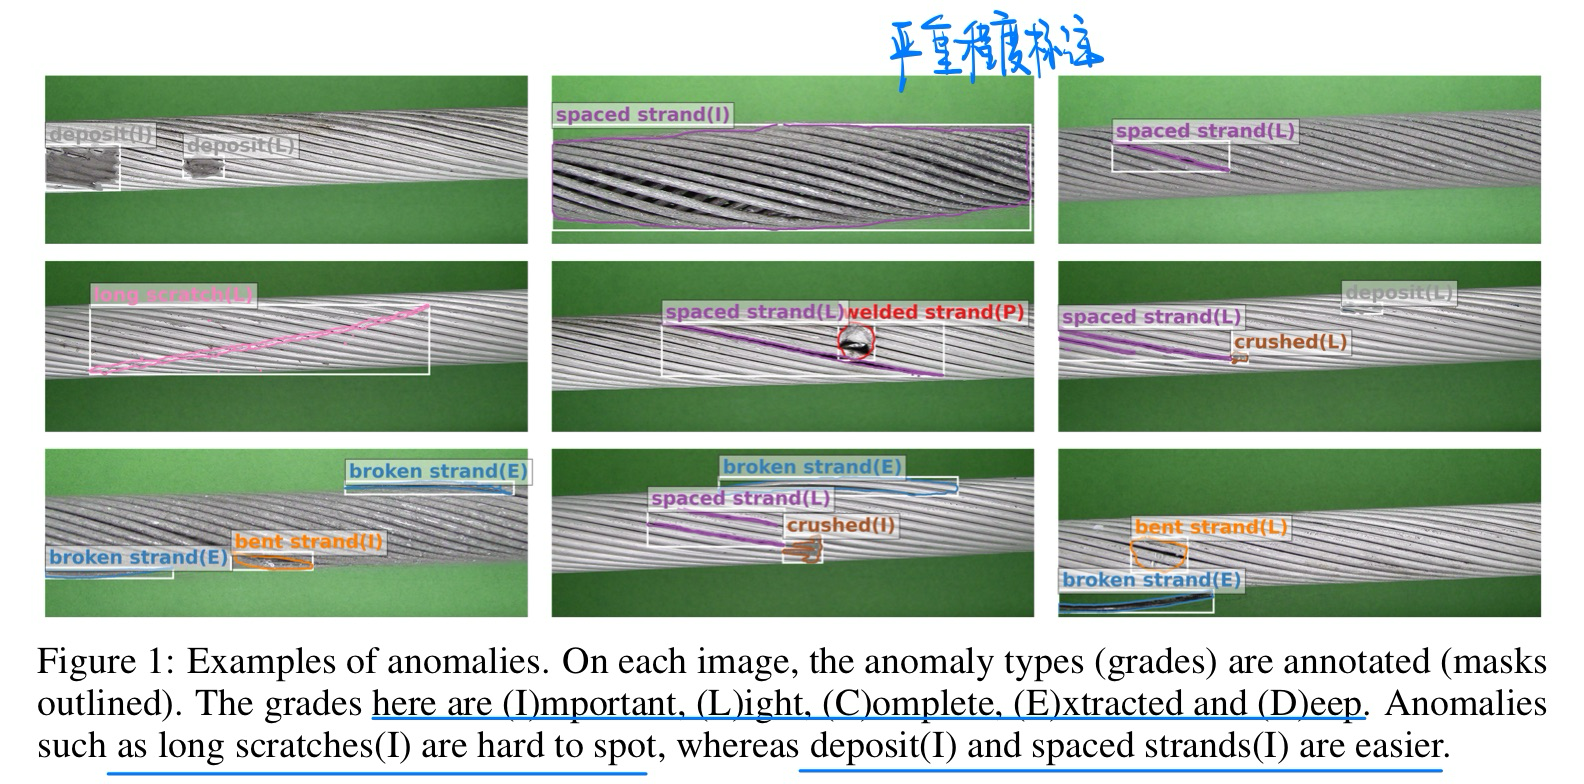 严重程度标注
deposit(I)
deposit(L)
spaced strand(I)
spaced strand(L)
long scratch(L)
spaced strand(L)
welded strand(P)
spaced strand(L)
deposit(L)
crushed(L)
broken strand(E)
bent strand(I)
broken strand(E)
broken strand(E)
spaced strand(L)
crushed(I)
bent strand(L)
broken strand(E)
Figure 1: Examples of anomalies. On each image, the anomaly types (grades) are annotated (masks
outlined). The grades here are (I)mportant, (L)ight, (C)omplete, (E)xtracted and (D)eep. Anomalies
such as long scratches(I) are hard to spot, whereas deposit(I) and spaced strands(I) are easier.